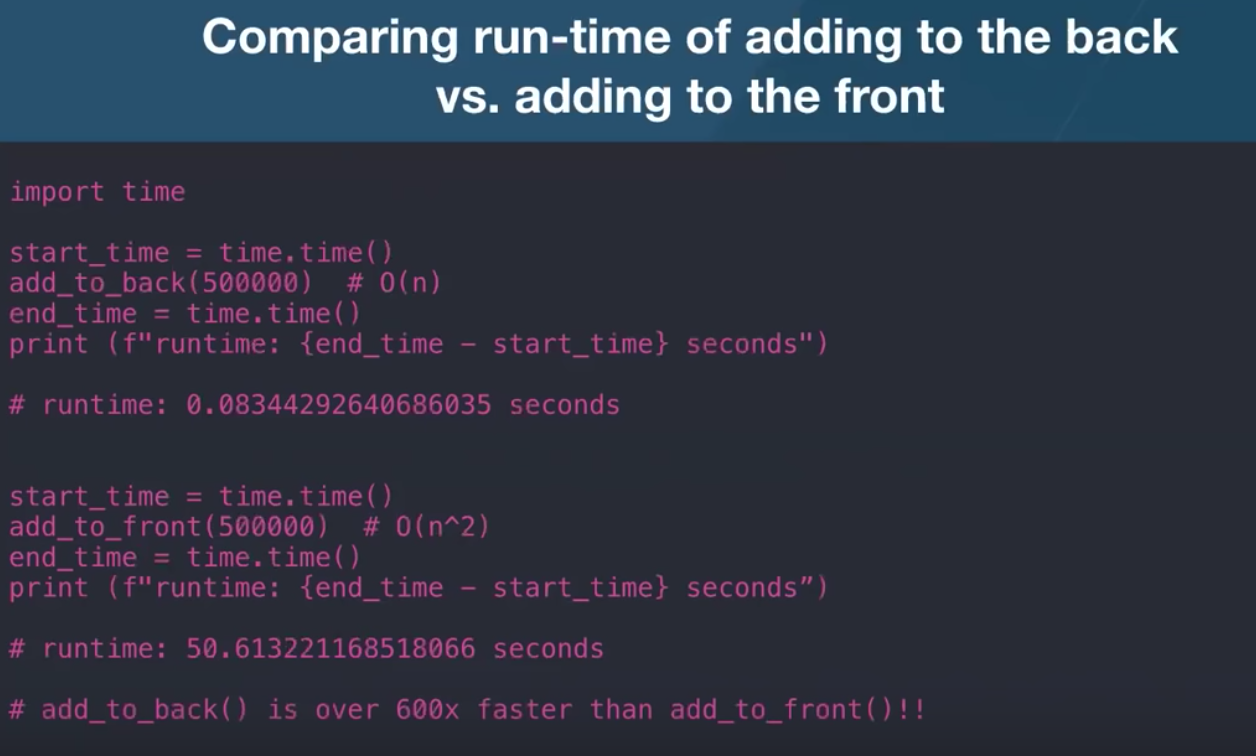 Comparing run-time of adding to the back
vs. adding to the front
import time
start_time = time.time()
add_to_back(500000)  # O(n)
end_time = time.time()
print (f"runtime: {end_time – start_time} seconds")
# runtime: 0.08344292640686035 seconds
start_time = time.time()
add_to_front(500000)  # O(n^2)
end_time = time.time()
print (f"runtime: {end_time – start_time} seconds”)
# runtime: 50.613221168518066 seconds
# add_to_back() is over 600x faster than add_to_front()!!